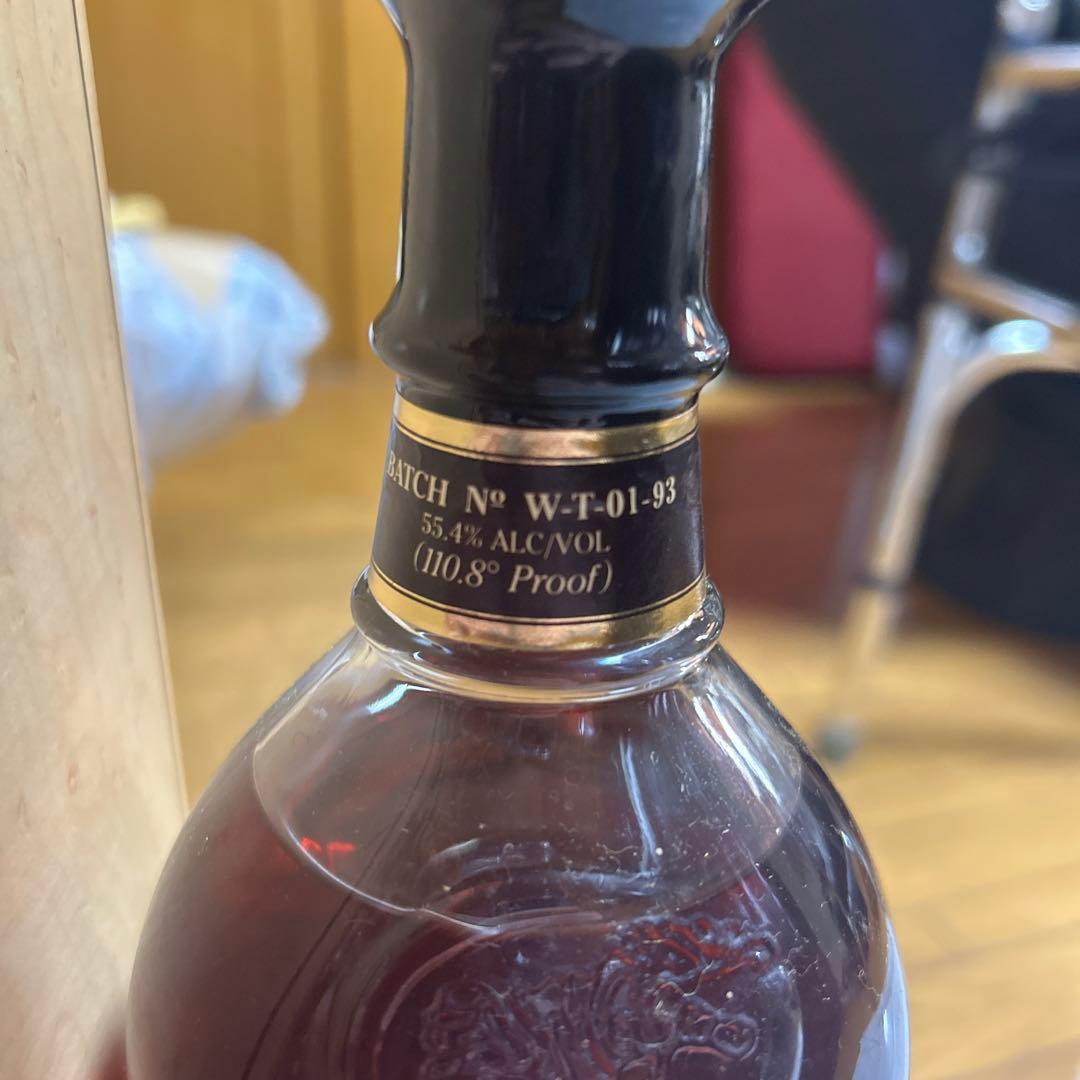 BATCH Nº W-T-01-93
55.4% ALC/VOL
(110.8° Proof)